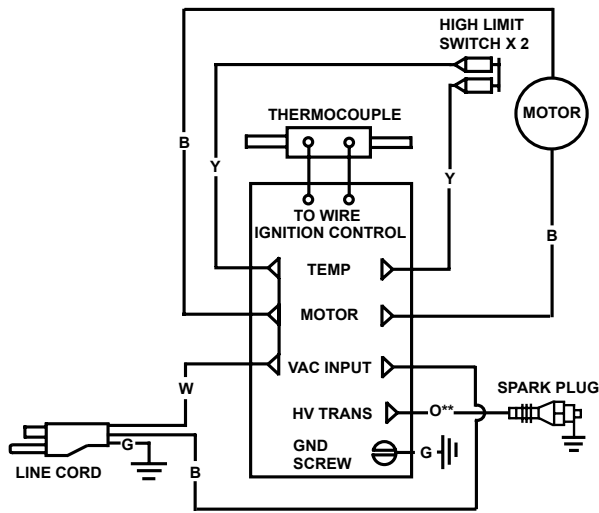 HIGH LIMIT
SWITCH X 2
THERMOCOUPLE
MOTOR
B
Y
Y
TO WIRE
IGNITION CONTROL
B
TEMP
MOTOR
VAC INPUT
W
SPARK PLUG
HV TRANS
O**
G
GND
SCREW
G
LINE CORD
B